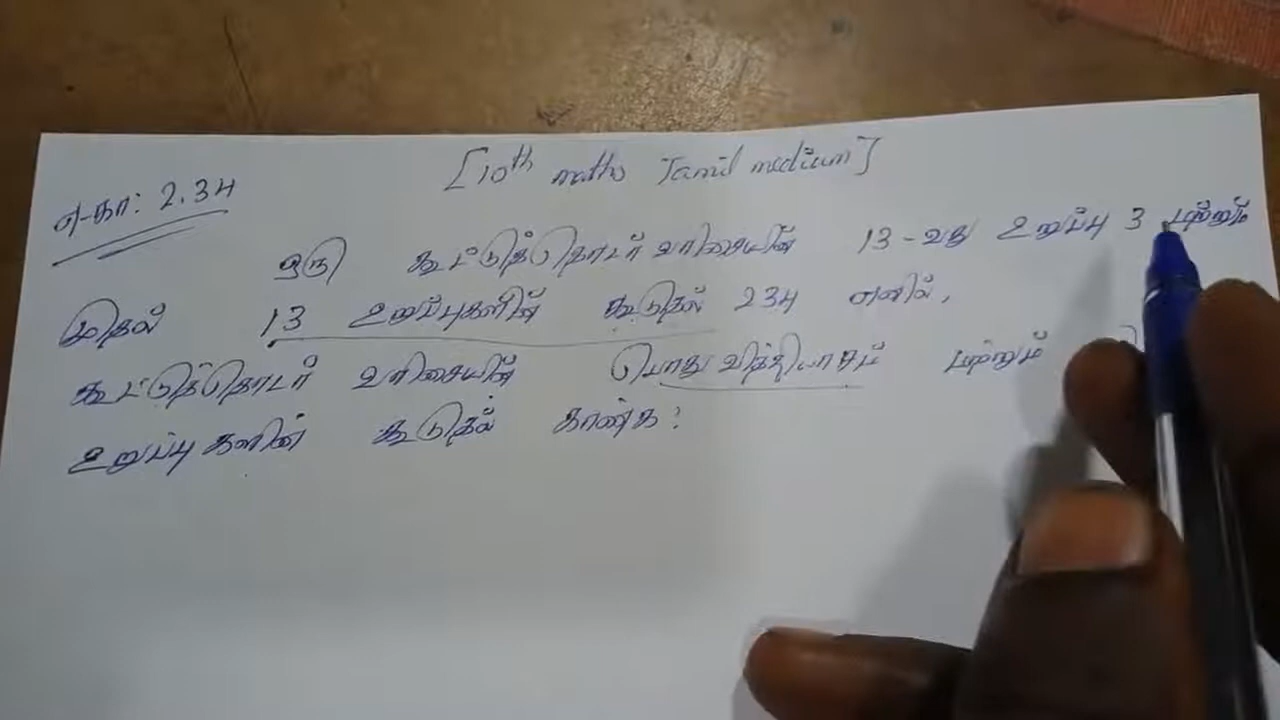 [10th maths Tamil medium]
எ-கா: 2.34
ஒரு கூட்டுத்தொடர் வரிசையின் 13-வது உறுப்பு 3 மற்றும்
முதல் 13 உறுப்புகளின் கூடுதல் 234 எனில்,
கூட்டுத்தொடர் வரிசையின் பொது வித்தியாசம் மற்றும்
உறுப்புகளின் கூடுதல் காண்க?